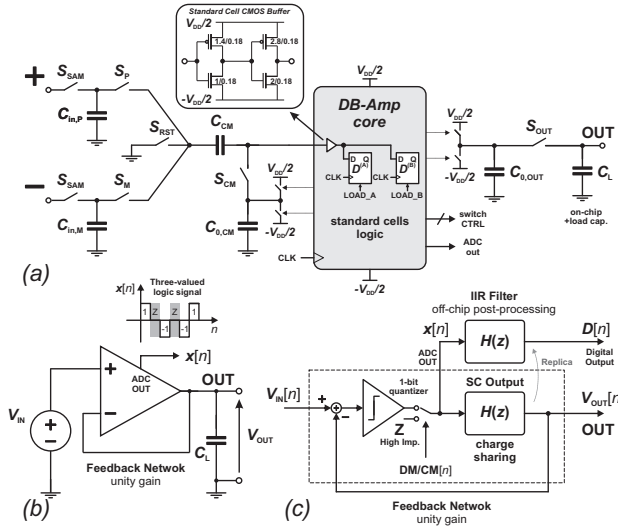 Standard Cell CMOS Buffer
V_DD/2
1.4/0.18
2.8/0.18
1/0.18
2/0.18
-V_DD/2
(a)
+
S_SAM
S_P
C_in,P
S_RST
C_CM
S_CM
V_DD/2
-V_DD/2
C_0,CM
−
S_SAM
S_M
C_in,M
V_DD/2
DB-Amp
core
D Q
D^(A)
CLK
LOAD_A
D Q
D^(B)
CLK
LOAD_B
standard cells
logic
CLK
-V_DD/2
switch
CTRL
ADC
out
V_DD/2
-V_DD/2
C_0,OUT
S_OUT
OUT
C_L
on-chip
+load cap.
Three-valued
logic signal
x[n]
1 Z Z 1
-1 -1
n
x[n]
+
−
ADC
OUT
OUT
V_IN
+
−
C_L
V_OUT
Feedback Netwok
unity gain
(b)
IIR Filter
off-chip post-processing
x[n]
H(z)
D[n]
Digital
Output
ADC
OUT
Replica
V_IN[n]
+
−
1-bit
quantizer
Z
High Imp.
DM/CM[n]
SC Output
H(z)
charge
sharing
V_OUT[n]
OUT
Feedback Netwok
unity gain
(c)